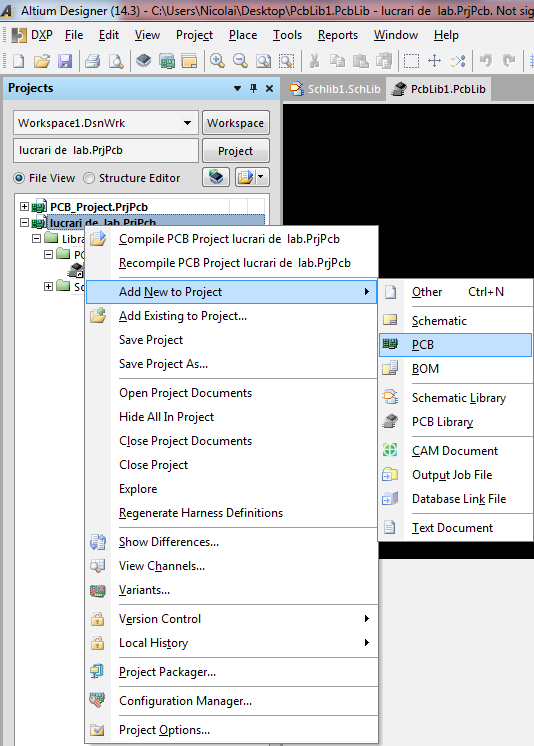 Altium Designer (14.3) - C:\Users\Nicolai\Desktop\PcbLib1.PcbLib - lucrari de lab.PrjPcb. Not sig
DXP File Edit View Project Place Tools Reports Window Help
Projects
Schlib1.SchLib PcbLib1.PcbLib
Workspace1.DsnWrk Workspace
lucrari de lab.PrjPcb Project
File View Structure Editor
PCB_Project.PrjPcb
lucrari de lab.PrjPcb
Libra
PC
Sc
Compile PCB Project lucrari de lab.PrjPcb
Recompile PCB Project lucrari de lab.PrjPcb
Add New to Project
Add Existing to Project...
Save Project
Save Project As...
Open Project Documents
Hide All In Project
Close Project Documents
Close Project
Explore
Regenerate Harness Definitions
Show Differences...
View Channels...
Variants...
Version Control
Local History
Project Packager...
Configuration Manager...
Project Options...
Other Ctrl+N
Schematic
PCB
BOM
Schematic Library
PCB Library
CAM Document
Output Job File
Database Link File
Text Document